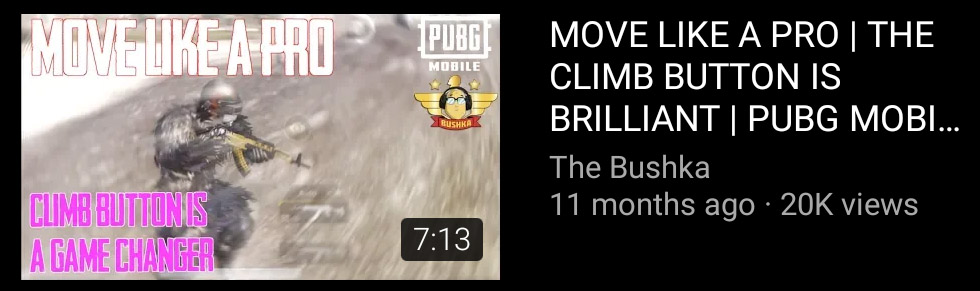 MOVE LIKE A PRO
PUBG
MOBILE
BUSHKA
CLIMB BUTTON IS
A GAME CHANGER
7:13
MOVE LIKE A PRO | THE
CLIMB BUTTON IS
BRILLIANT | PUBG MOBI...
The Bushka
11 months ago · 20K views